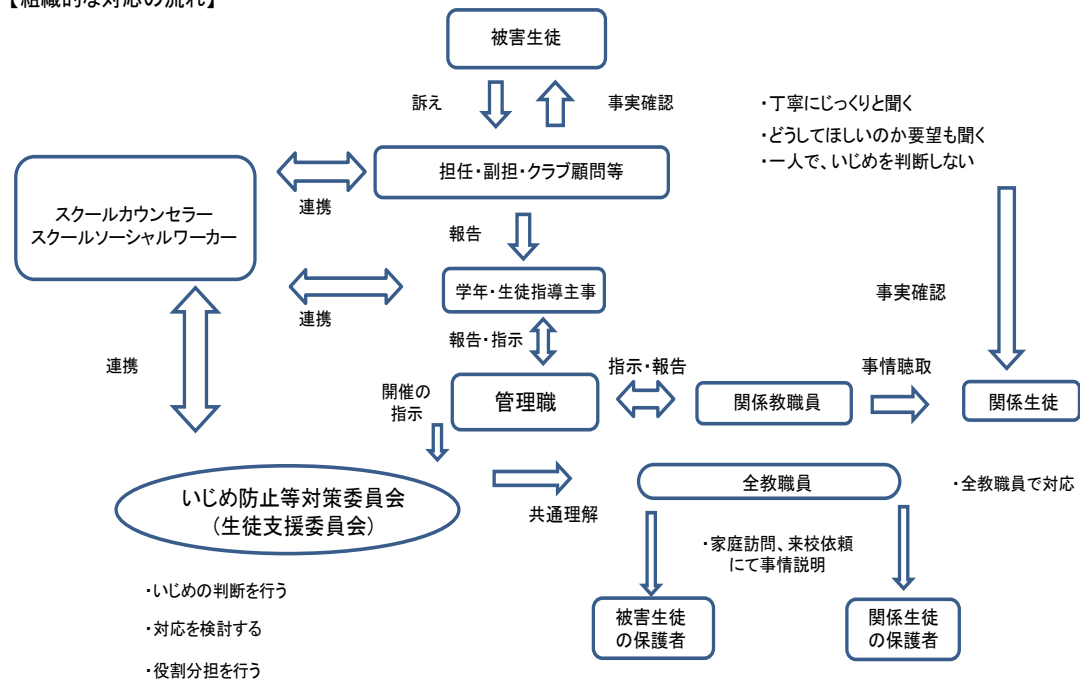 【組織的な対応の流れ】
被害生徒
訴え
事実確認
・丁寧にじっくりと聞く
・どうしてほしいのか要望も聞く
・一人で、いじめを判断しない
担任・副担・クラブ顧問等
連携
スクールカウンセラー
スクールソーシャルワーカー
報告
学年・生徒指導主事
連携
事実確認
報告・指示
連携
開催の
指示
管理職
指示・報告
関係教職員
事情聴取
関係生徒
いじめ防止等対策委員会
(生徒支援委員会)
共通理解
全教職員
・全教職員で対応
・家庭訪問、来校依頼
にて事情説明
・いじめの判断を行う
・対応を検討する
・役割分担を行う
被害生徒
の保護者
関係生徒
の保護者